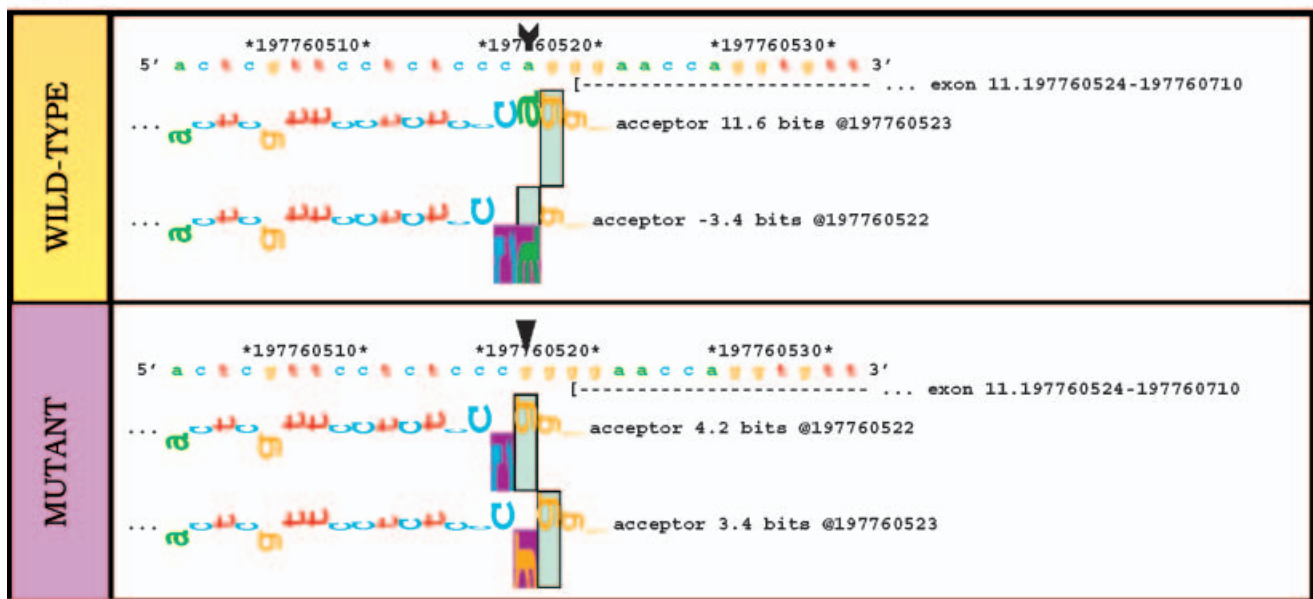 WILD-TYPE
*197760510* *197760520* *197760530*
5' a c t c g t t c c t c t c c c a g g g a a c c a g g t g t t 3'
[------------------------- ... exon 11.197760524-197760710
... acceptor 11.6 bits @197760523
... acceptor -3.4 bits @197760522
MUTANT
*197760510* *197760520* *197760530*
5' a c t c g t t c c t c t c c c g g g g a a c c a g g t g t t 3'
[------------------------- ... exon 11.197760524-197760710
... acceptor 4.2 bits @197760522
... acceptor 3.4 bits @197760523